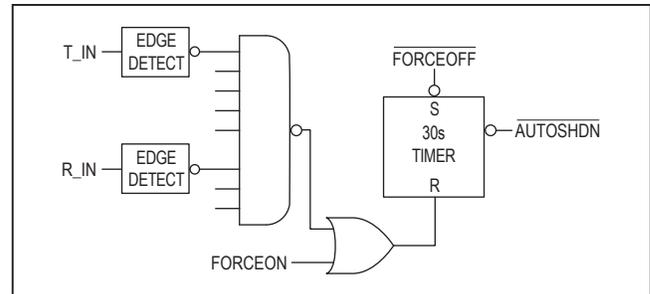 T_IN
EDGE
DETECT
R_IN
EDGE
DETECT
FORCEON
FORCEOFF
S
30s
TIMER
R
AUTOSHDN